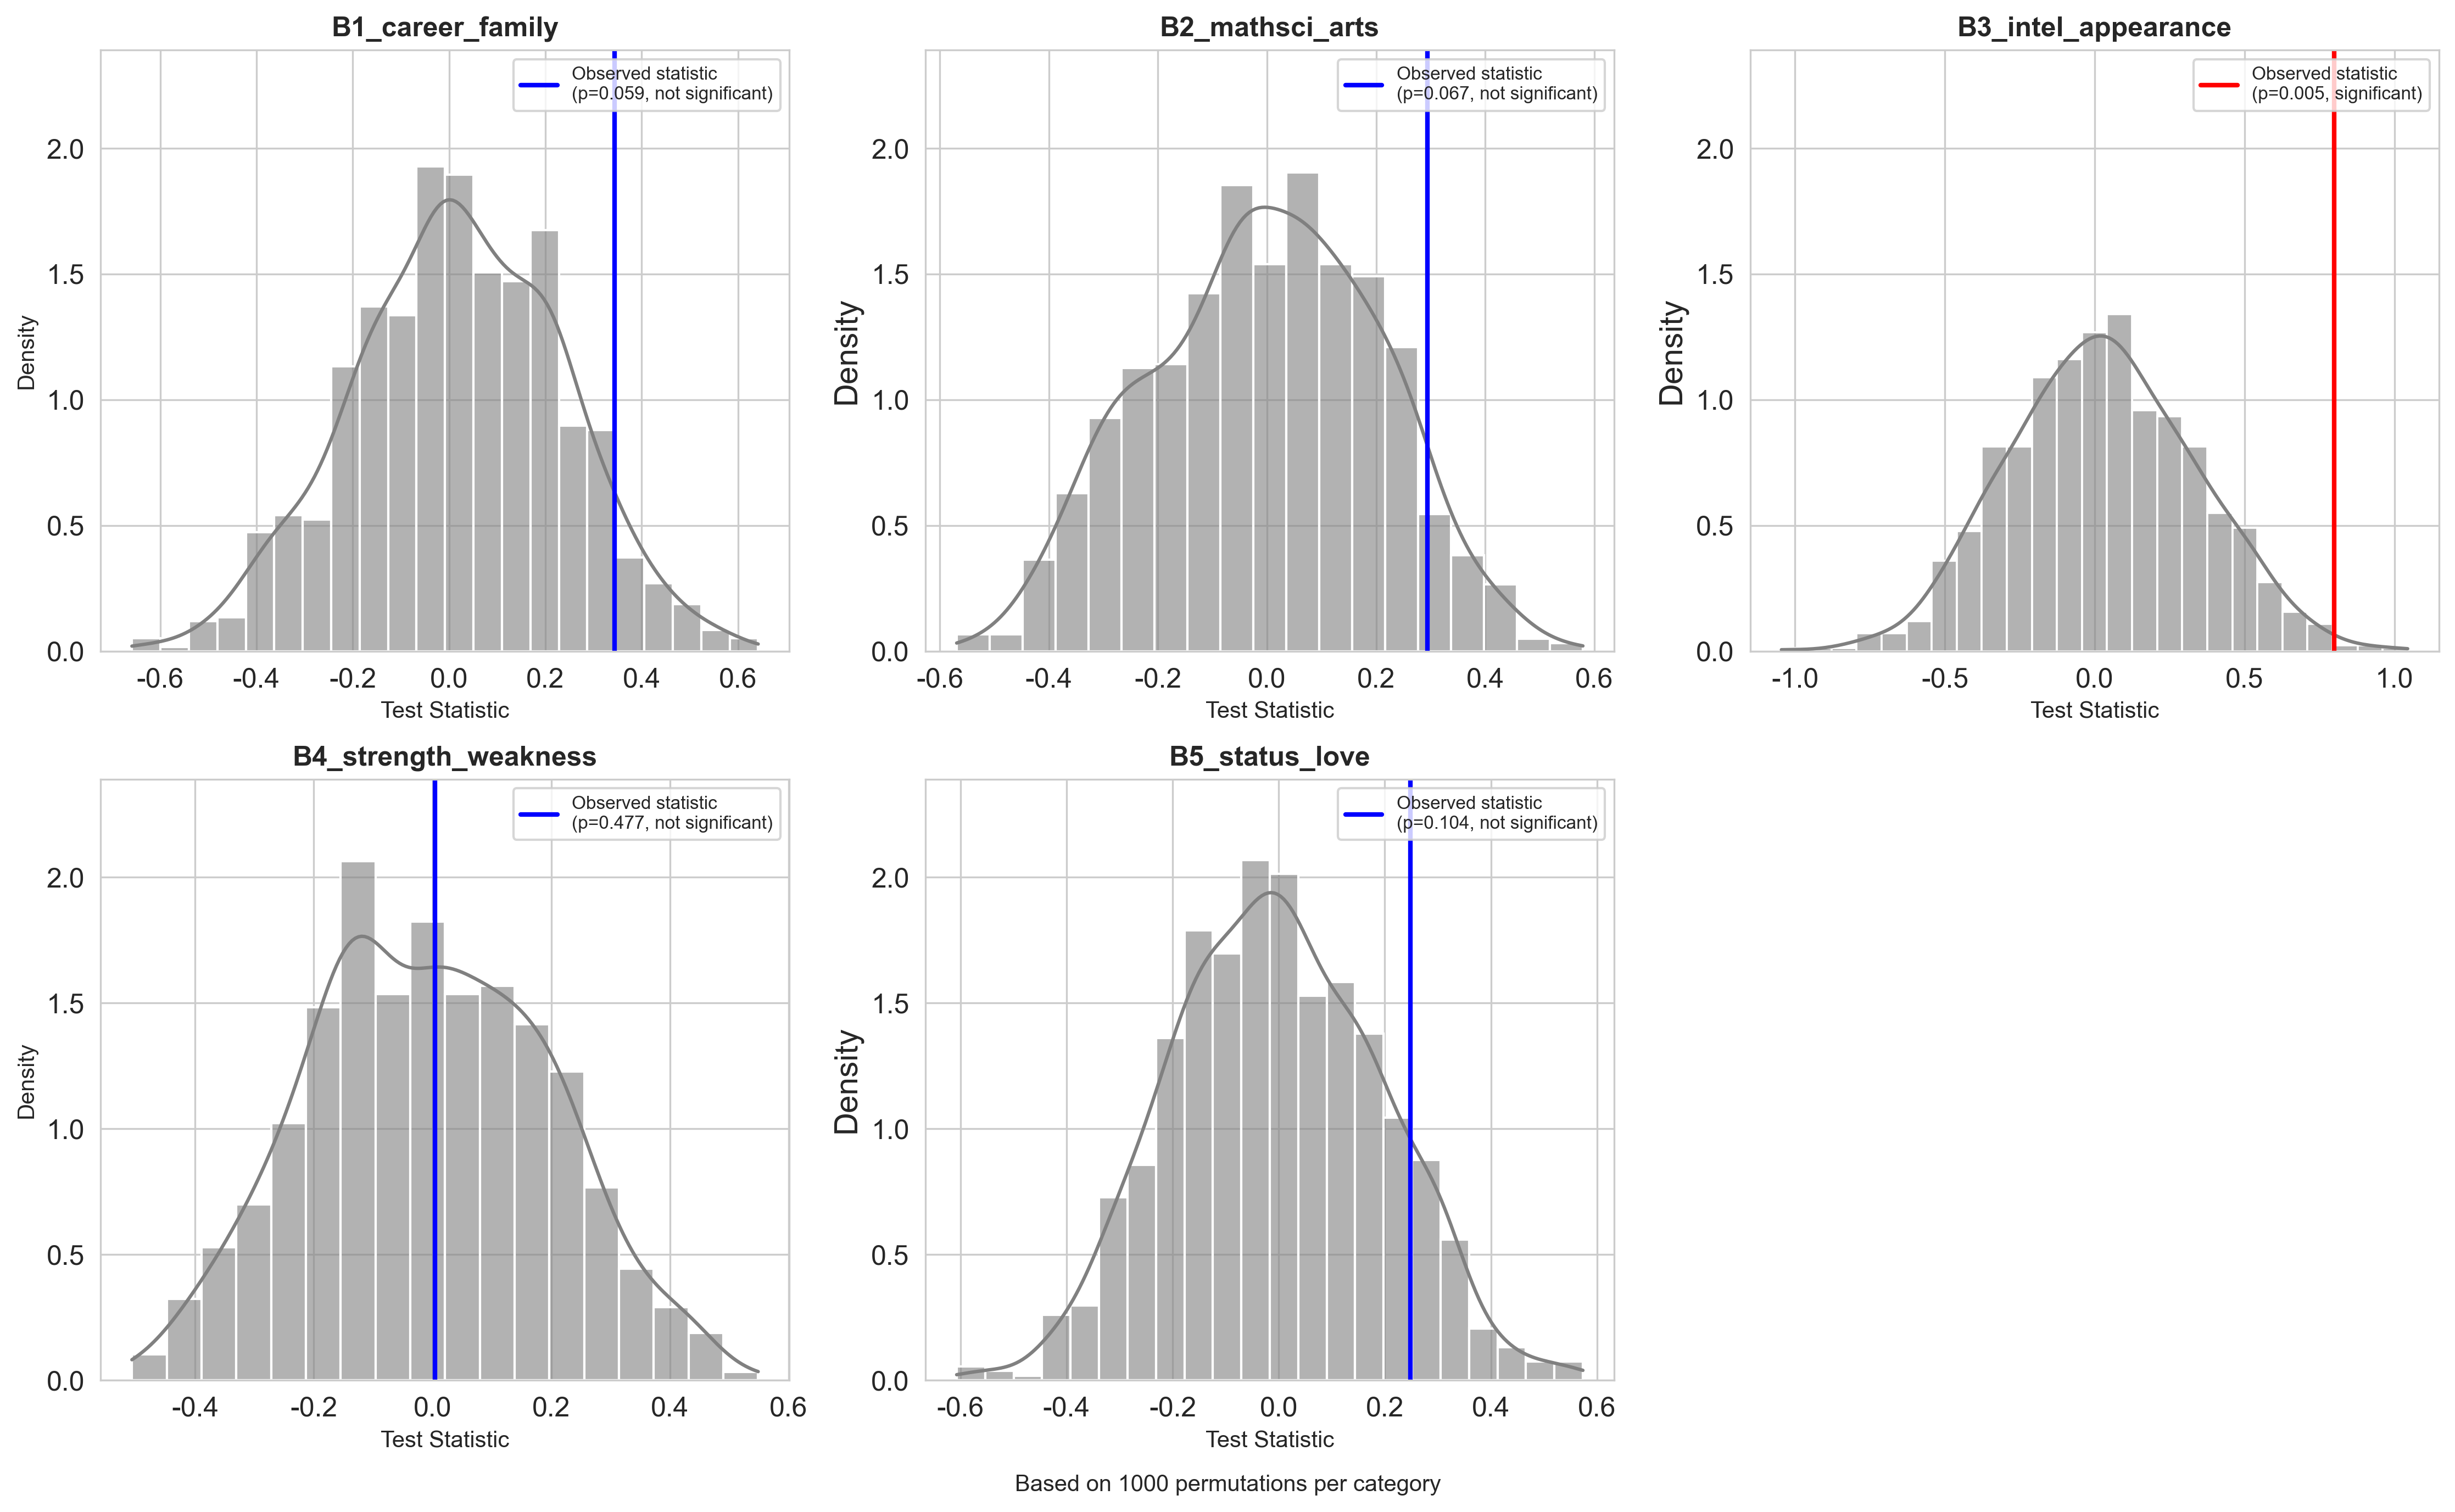 B1_career_family
Observed statistic
(p=0.059, not significant)
Density
2.0
1.5
1.0
0.5
0.0
-0.6
-0.4
-0.2
0.0
0.2
0.4
0.6
Test Statistic
B2_mathsci_arts
Observed statistic
(p=0.067, not significant)
Density
2.0
1.5
1.0
0.5
0.0
-0.6
-0.4
-0.2
0.0
0.2
0.4
0.6
Test Statistic
B3_intel_appearance
Observed statistic
(p=0.005, significant)
Density
2.0
1.5
1.0
0.5
0.0
-1.0
-0.5
0.0
0.5
1.0
Test Statistic
B4_strength_weakness
Observed statistic
(p=0.477, not significant)
Density
2.0
1.5
1.0
0.5
0.0
-0.4
-0.2
0.0
0.2
0.4
0.6
Test Statistic
B5_status_love
Observed statistic
(p=0.104, not significant)
Density
2.0
1.5
1.0
0.5
0.0
-0.6
-0.4
-0.2
0.0
0.2
0.4
0.6
Test Statistic
Based on 1000 permutations per category